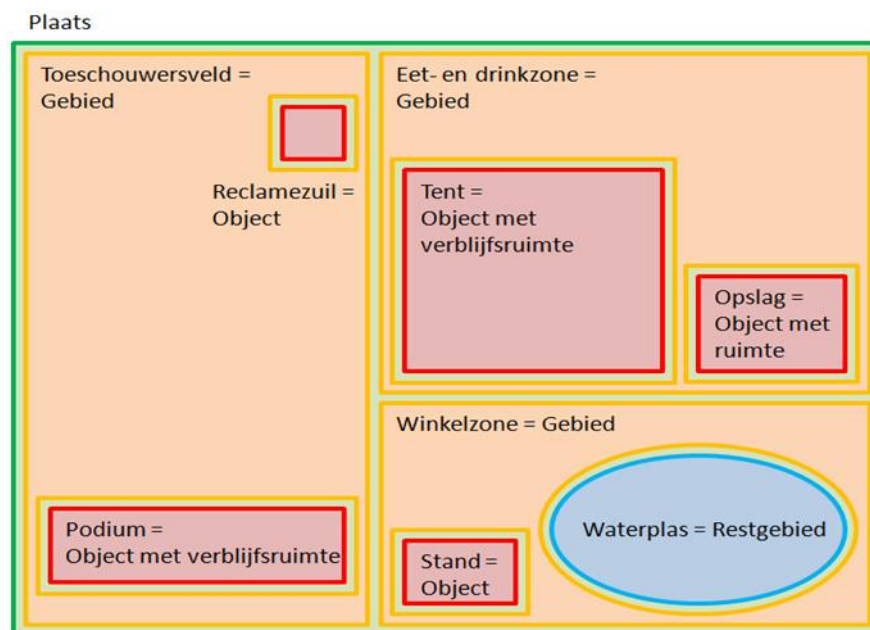 Plaats
Toeschouwersveld =
Gebied
Reclamezuil =
Object
Podium =
Object met verblijfsruimte
Eet- en drinkzone =
Gebied
Tent =
Object met
verblijfsruimte
Opslag =
Object met
ruimte
Winkelzone = Gebied
Stand =
Object
Waterplas = Restgebied